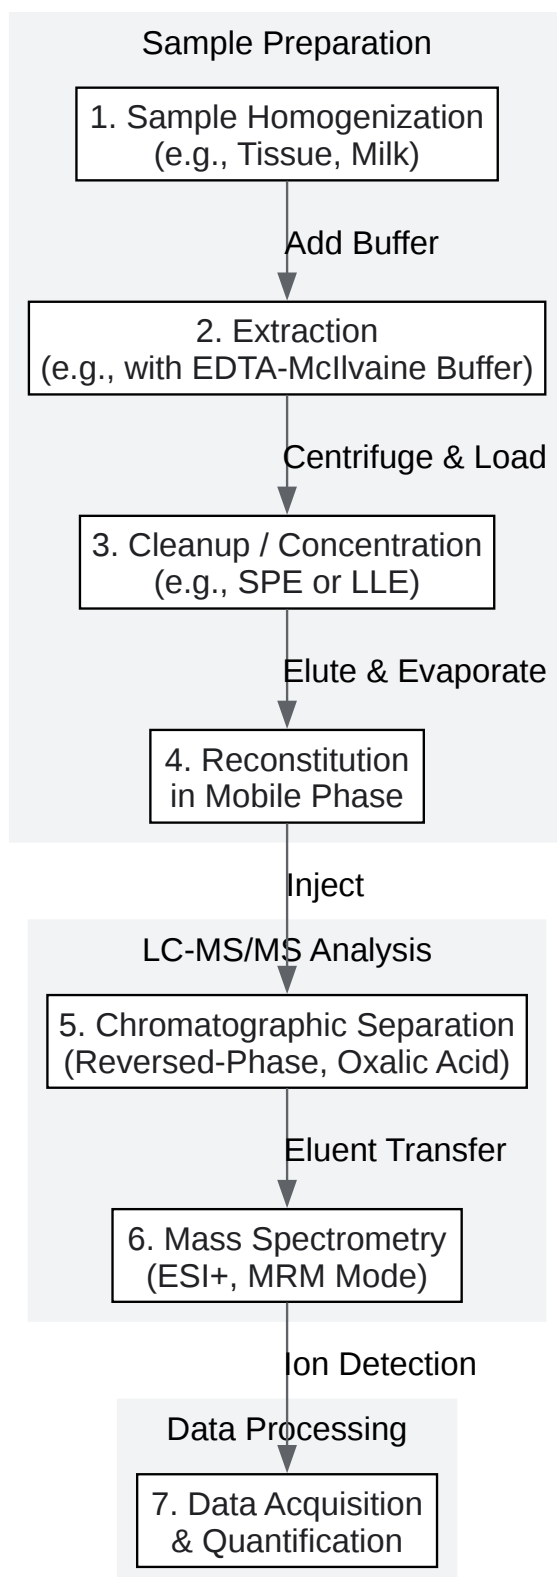 Sample Preparation
1. Sample Homogenization
(e.g., Tissue, Milk)
Add Buffer
2. Extraction
(e.g., with EDTA-McIlvaine Buffer)
Centrifuge & Load
3. Cleanup / Concentration
(e.g., SPE or LLE)
Elute & Evaporate
4. Reconstitution
in Mobile Phase
Inject
LC-MS/MS Analysis
5. Chromatographic Separation
(Reversed-Phase, Oxalic Acid)
Eluent Transfer
6. Mass Spectrometry
(ESI+, MRM Mode)
Ion Detection
Data Processing
7. Data Acquisition
& Quantification